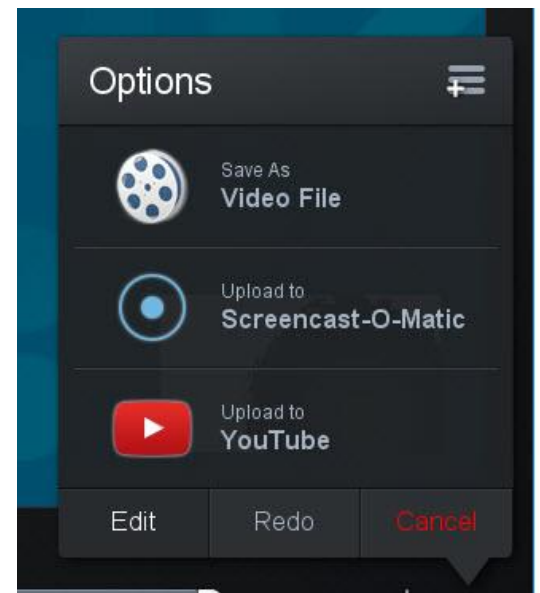 Options
Save As
Video File
Upload to
Screencast-O-Matic
Upload to
YouTube
Edit Redo Cancel